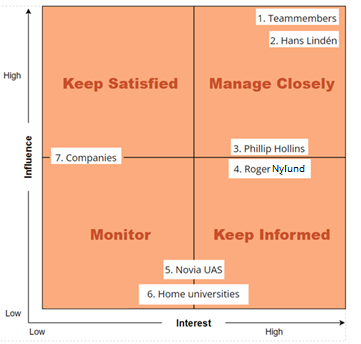 1. Teammembers
2. Hans Lindén
High
Keep Satisfied
Manage Closely
Influence
3. Phillip Hollins
7. Companies
4. Roger Nylund
Monitor
Keep Informed
5. Novia UAS
6. Home universities
Low
Low
Interest
High